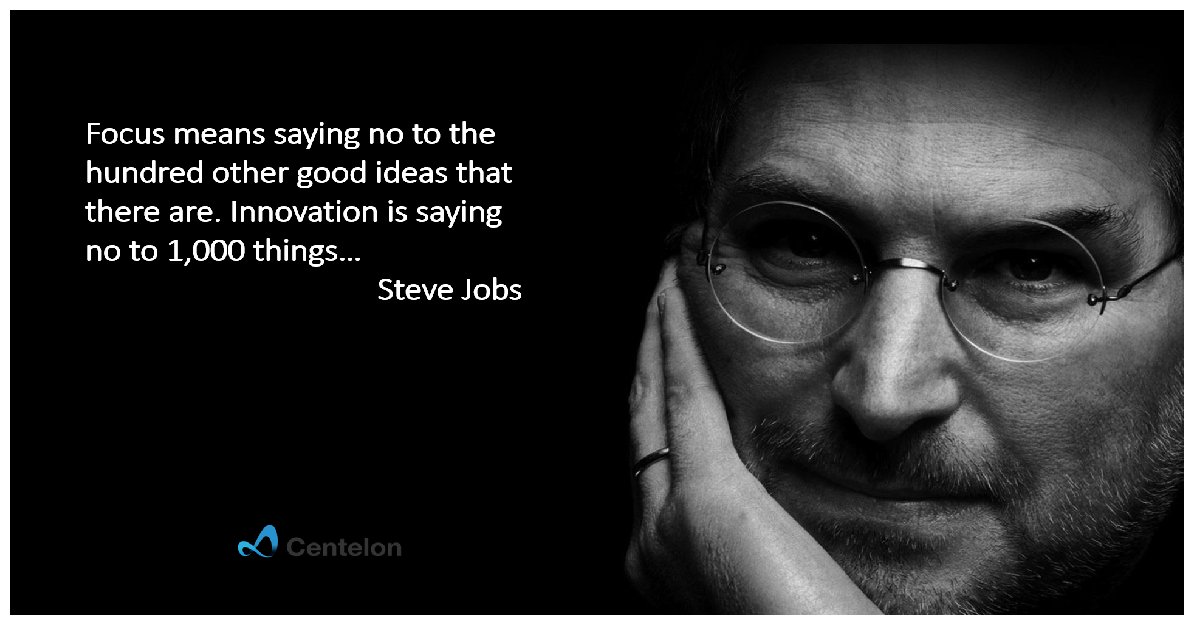 Focus means saying no to the
hundred other good ideas that
there are. Innovation is saying
no to 1,000 things...
Steve Jobs
Centelon